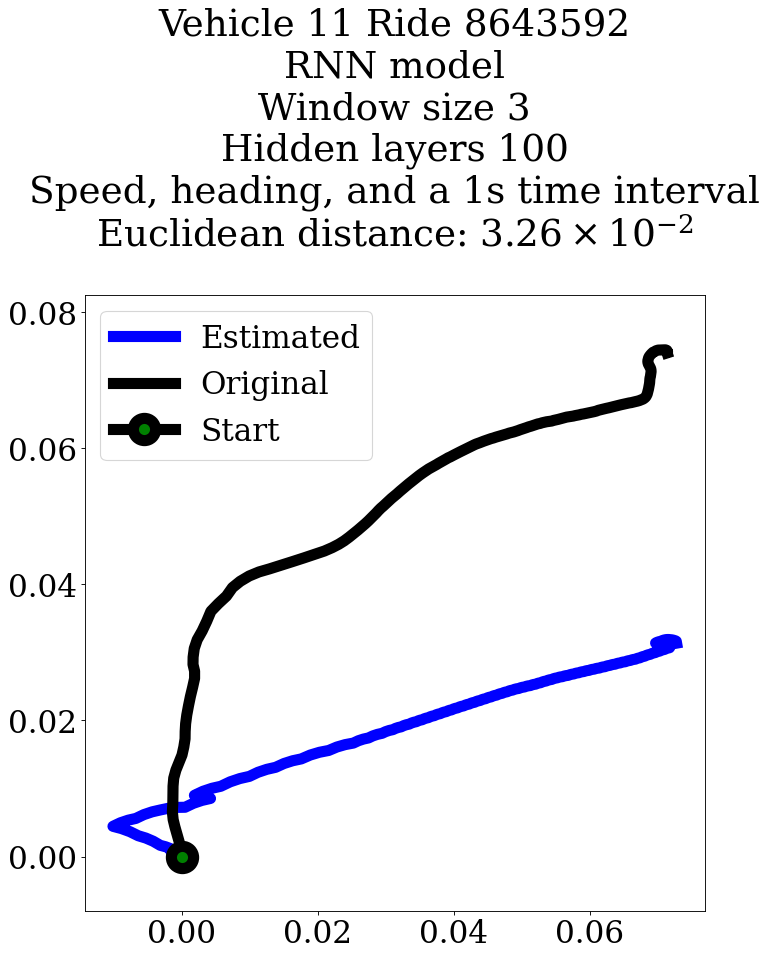 Vehicle 11 Ride 8643592
RNN model
Window size 3
Hidden layers 100
Speed, heading, and a 1s time interval
Euclidean distance: 3.26 × 10⁻²
0.08
Estimated
Original
Start
0.06
0.04
0.02
0.00
0.00 0.02 0.04 0.06